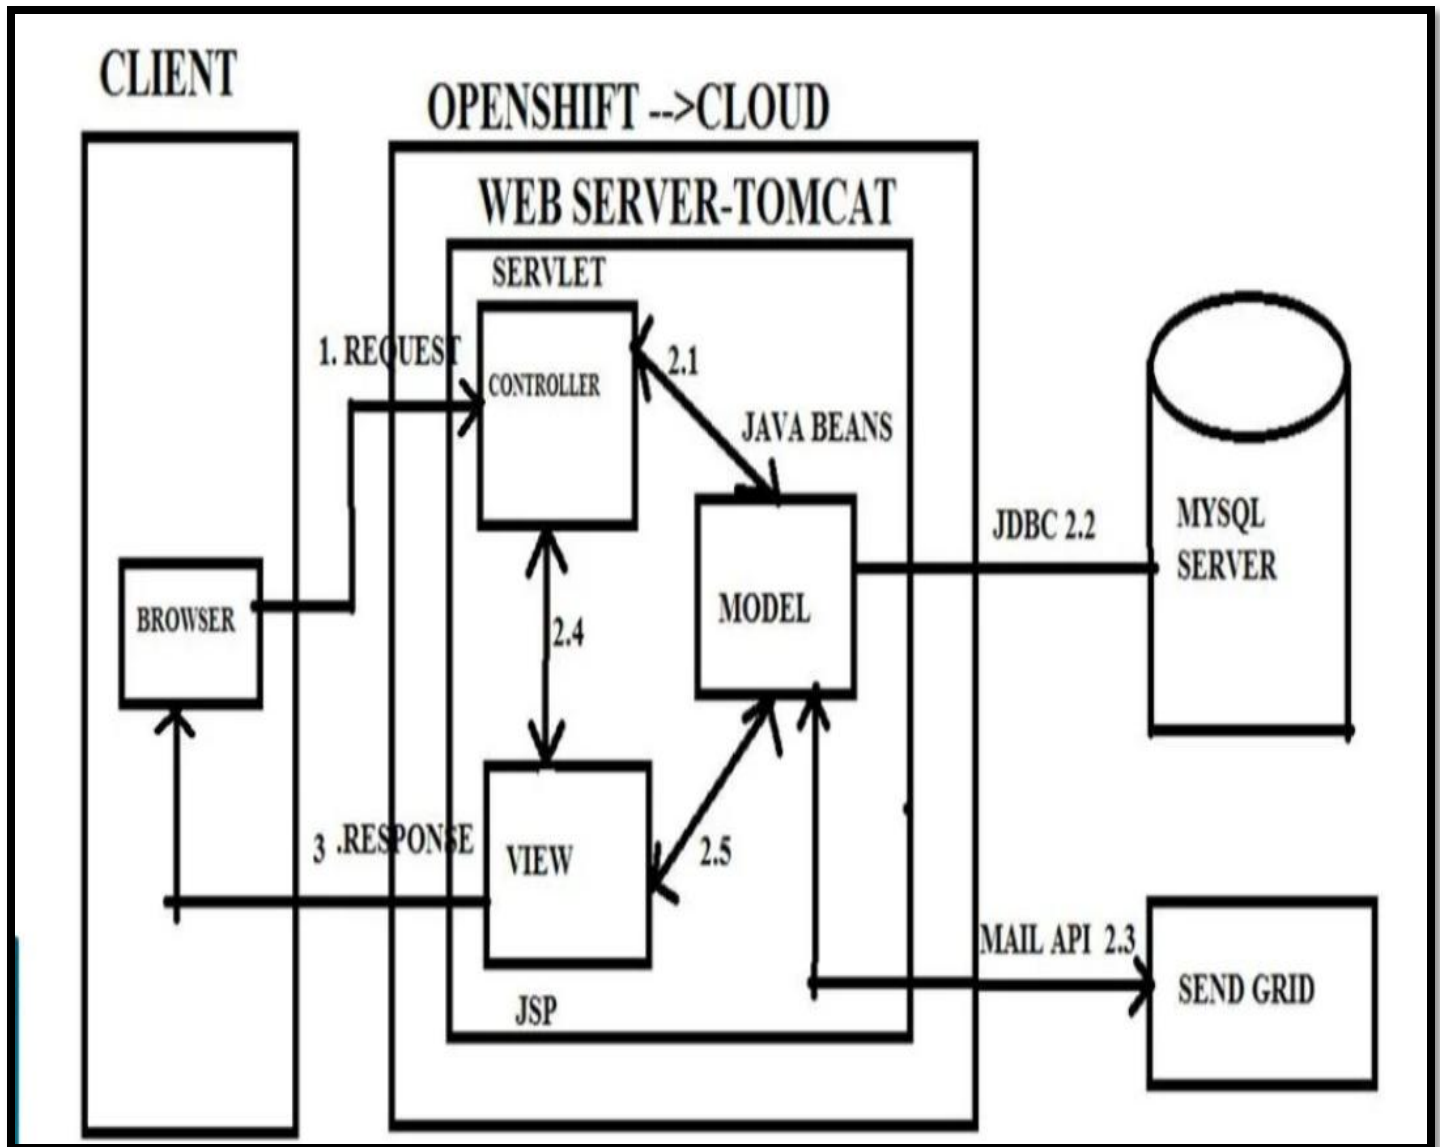 CLIENT
OPENSHIFT -->CLOUD
WEB SERVER-TOMCAT
SERVLET
1. REQUEST
CONTROLLER
2.1
JAVA BEANS
MODEL
JDBC 2.2
MYSQL
SERVER
BROWSER
2.4
3 .RESPONSE
VIEW
2.5
MAIL API 2.3
SEND GRID
JSP